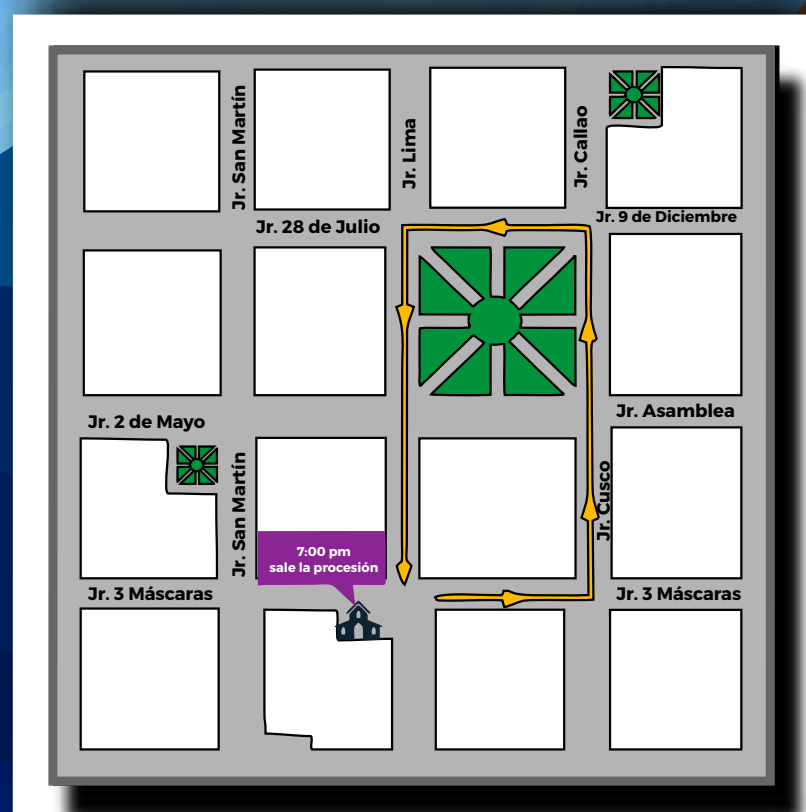 Jr. San Martín
Jr. Lima
Jr. Callao
Jr. 28 de Julio
Jr. 9 de Diciembre
Jr. 2 de Mayo
Jr. Asamblea
Jr. San Martín
Jr. Cusco
7:00 pm
sale la procesión
Jr. 3 Máscaras
Jr. 3 Máscaras